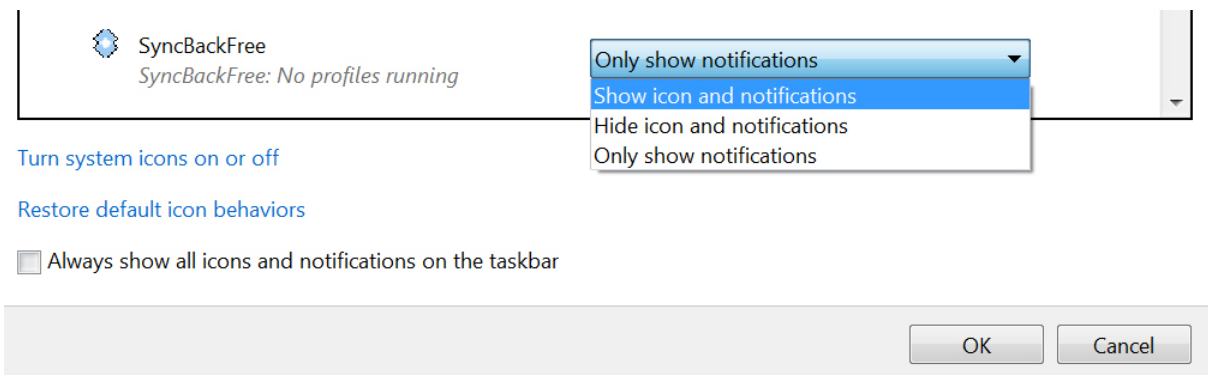 SyncBackFree
SyncBackFree: No profiles running
Only show notifications
Show icon and notifications
Hide icon and notifications
Only show notifications
Turn system icons on or off
Restore default icon behaviors
Always show all icons and notifications on the taskbar
OK
Cancel